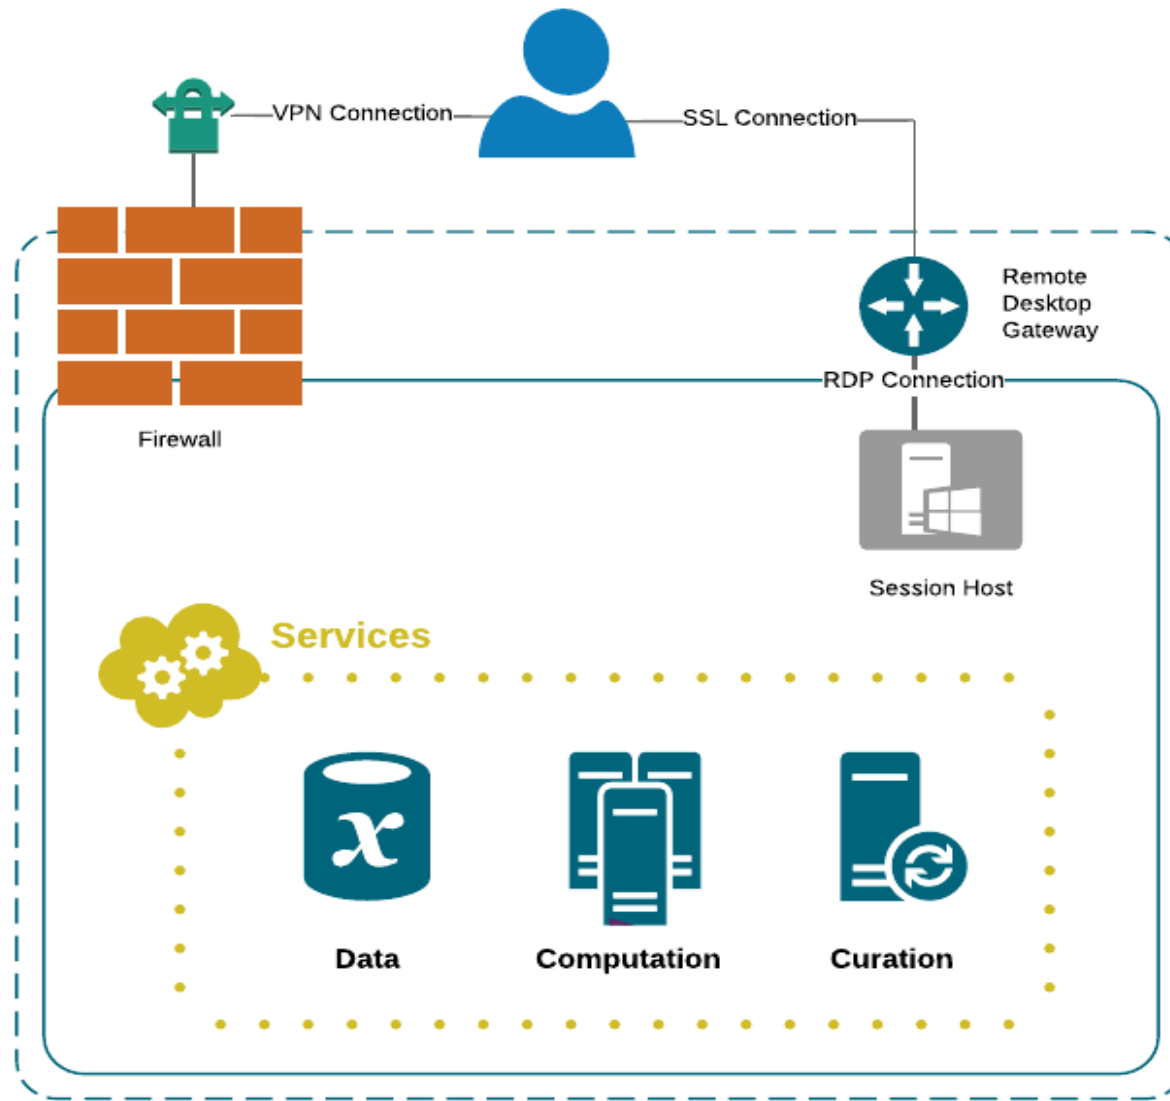 VPN Connection
SSL Connection
Remote
Desktop
Gateway
RDP Connection
Firewall
Session Host
Services
x
Data
Computation
Curation